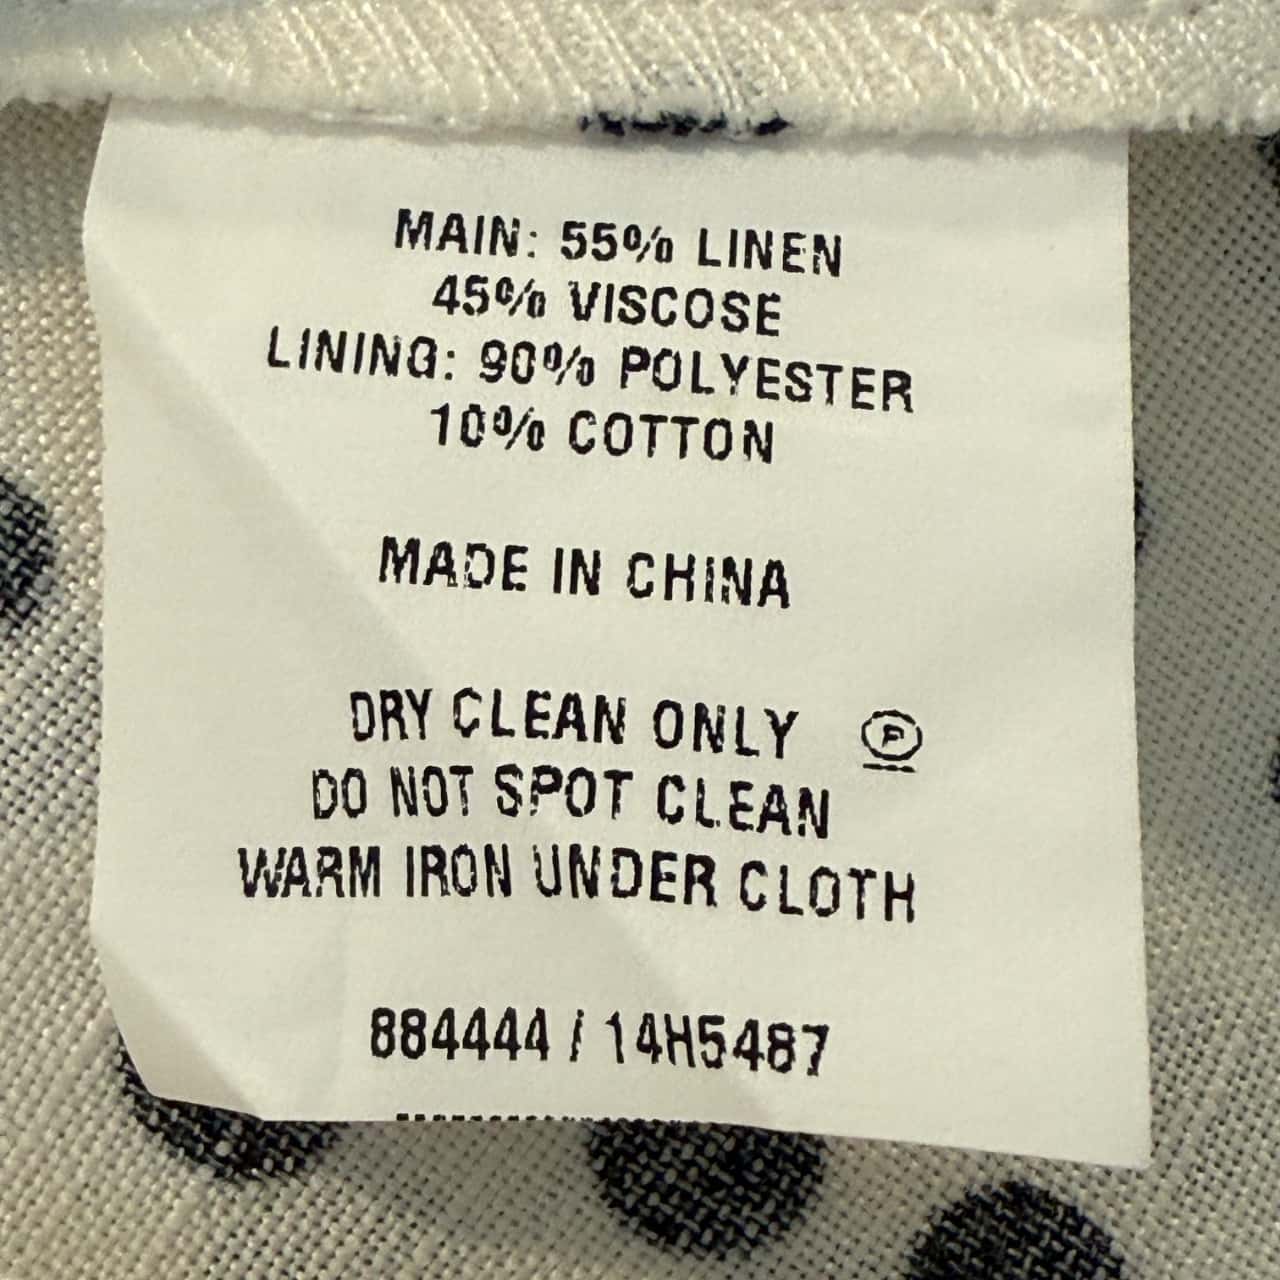 MAIN: 55% LINEN
45% VISCOSE
LINING: 90% POLYESTER
10% COTTON
MADE IN CHINA
DRY CLEAN ONLY P
DO NOT SPOT CLEAN
WARM IRON UNDER CLOTH
884444 / 14H5487